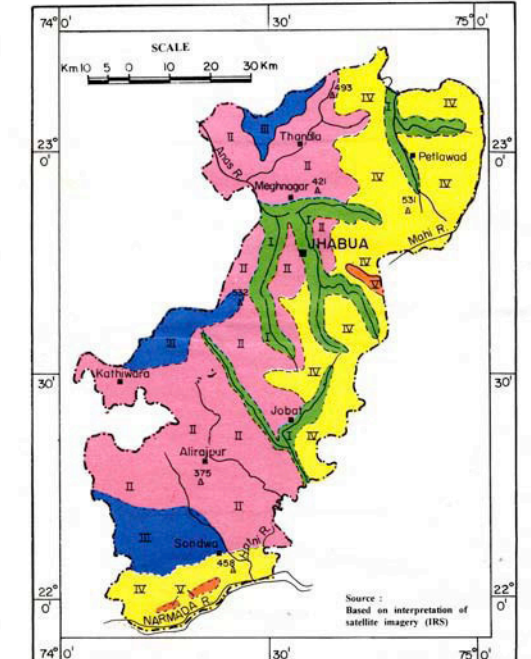 74° 0' 30' 75° 0'
SCALE
Km 10 5 0 10 20 30 Km
493
IV
I
IV
II
III
23° 0'
23° 0'
Thandla
Petlawad
Anas R.
II
IV
IV
Meghnagar
421
531
Mahi R.
I
II
JHABUA
I
II
II
IV
V
532
IV
III
II
I
30'
30'
Kathiwara
IV
Jobat
II
II
I
IV
Alirajpur
375
II
II
III
Hatni R.
Sondwa
458
IV
V
NARMADA R.
22° 0'
22° 0'
Source :
Based on interpretation of
satellite imagery (IRS)
74° 0' 30' 75° 0'